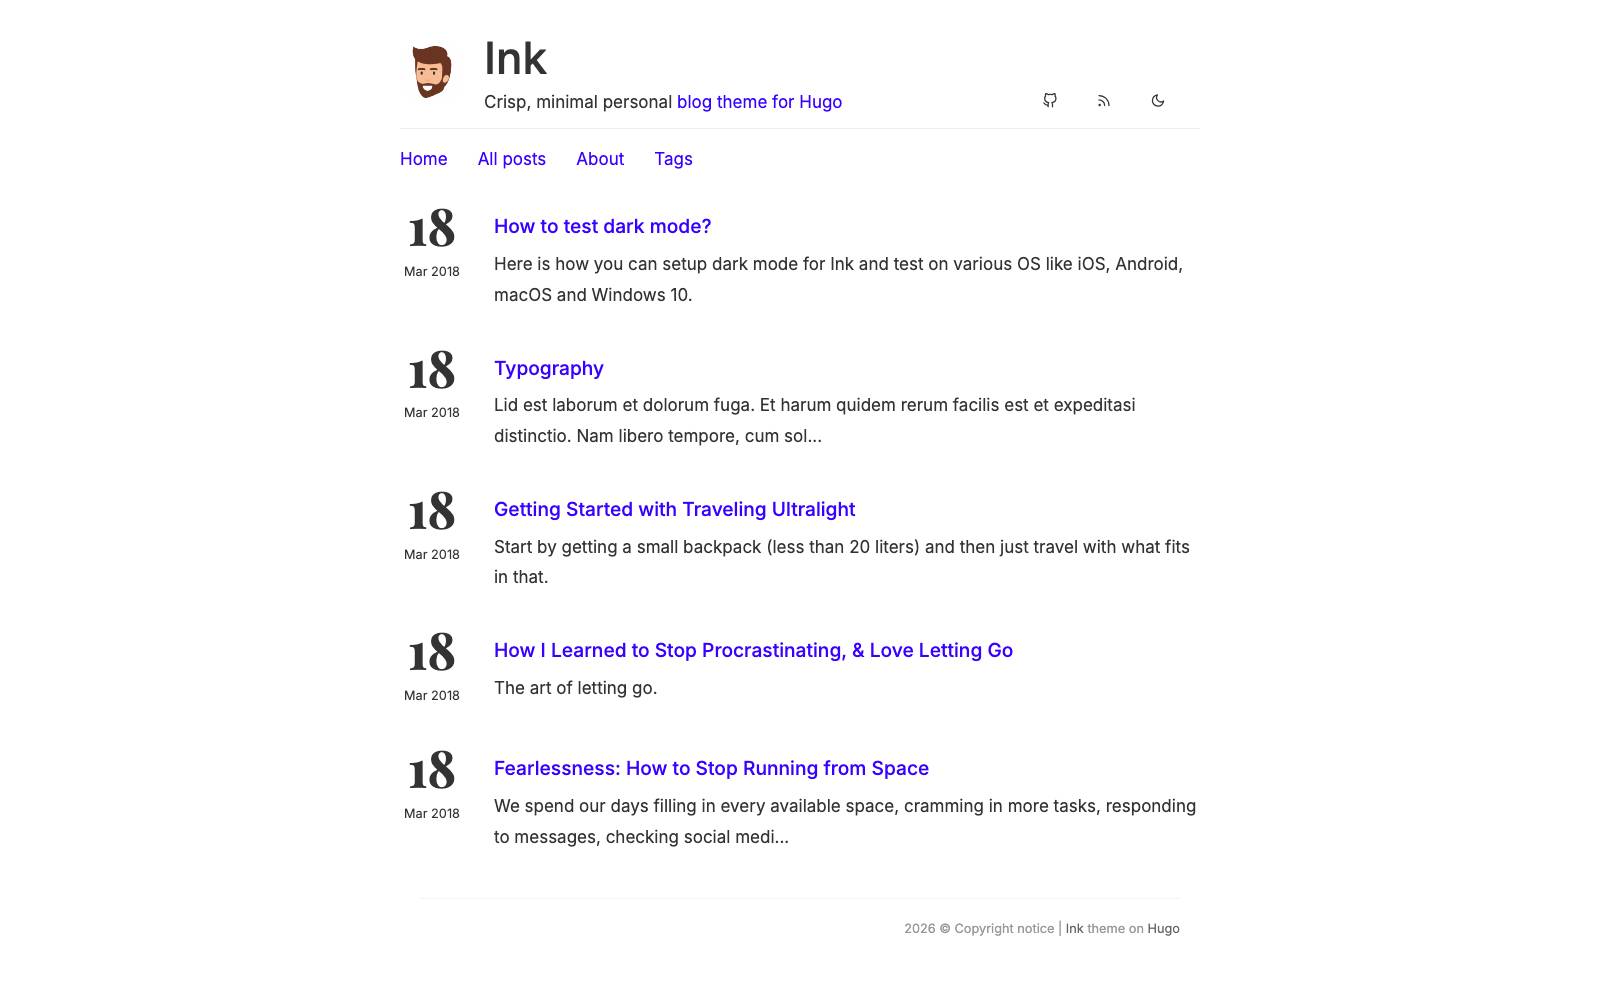 Ink
Crisp, minimal personal blog theme for Hugo
Home All posts About Tags
18
Mar 2018
How to test dark mode?
Here is how you can setup dark mode for Ink and test on various OS like iOS, Android,
macOS and Windows 10.
18
Mar 2018
Typography
Lid est laborum et dolorum fuga. Et harum quidem rerum facilis est et expeditasi
distinctio. Nam libero tempore, cum sol...
18
Mar 2018
Getting Started with Traveling Ultralight
Start by getting a small backpack (less than 20 liters) and then just travel with what fits
in that.
18
Mar 2018
How I Learned to Stop Procrastinating, & Love Letting Go
The art of letting go.
18
Mar 2018
Fearlessness: How to Stop Running from Space
We spend our days filling in every available space, cramming in more tasks, responding
to messages, checking social medi...
2026 © Copyright notice | Ink theme on Hugo